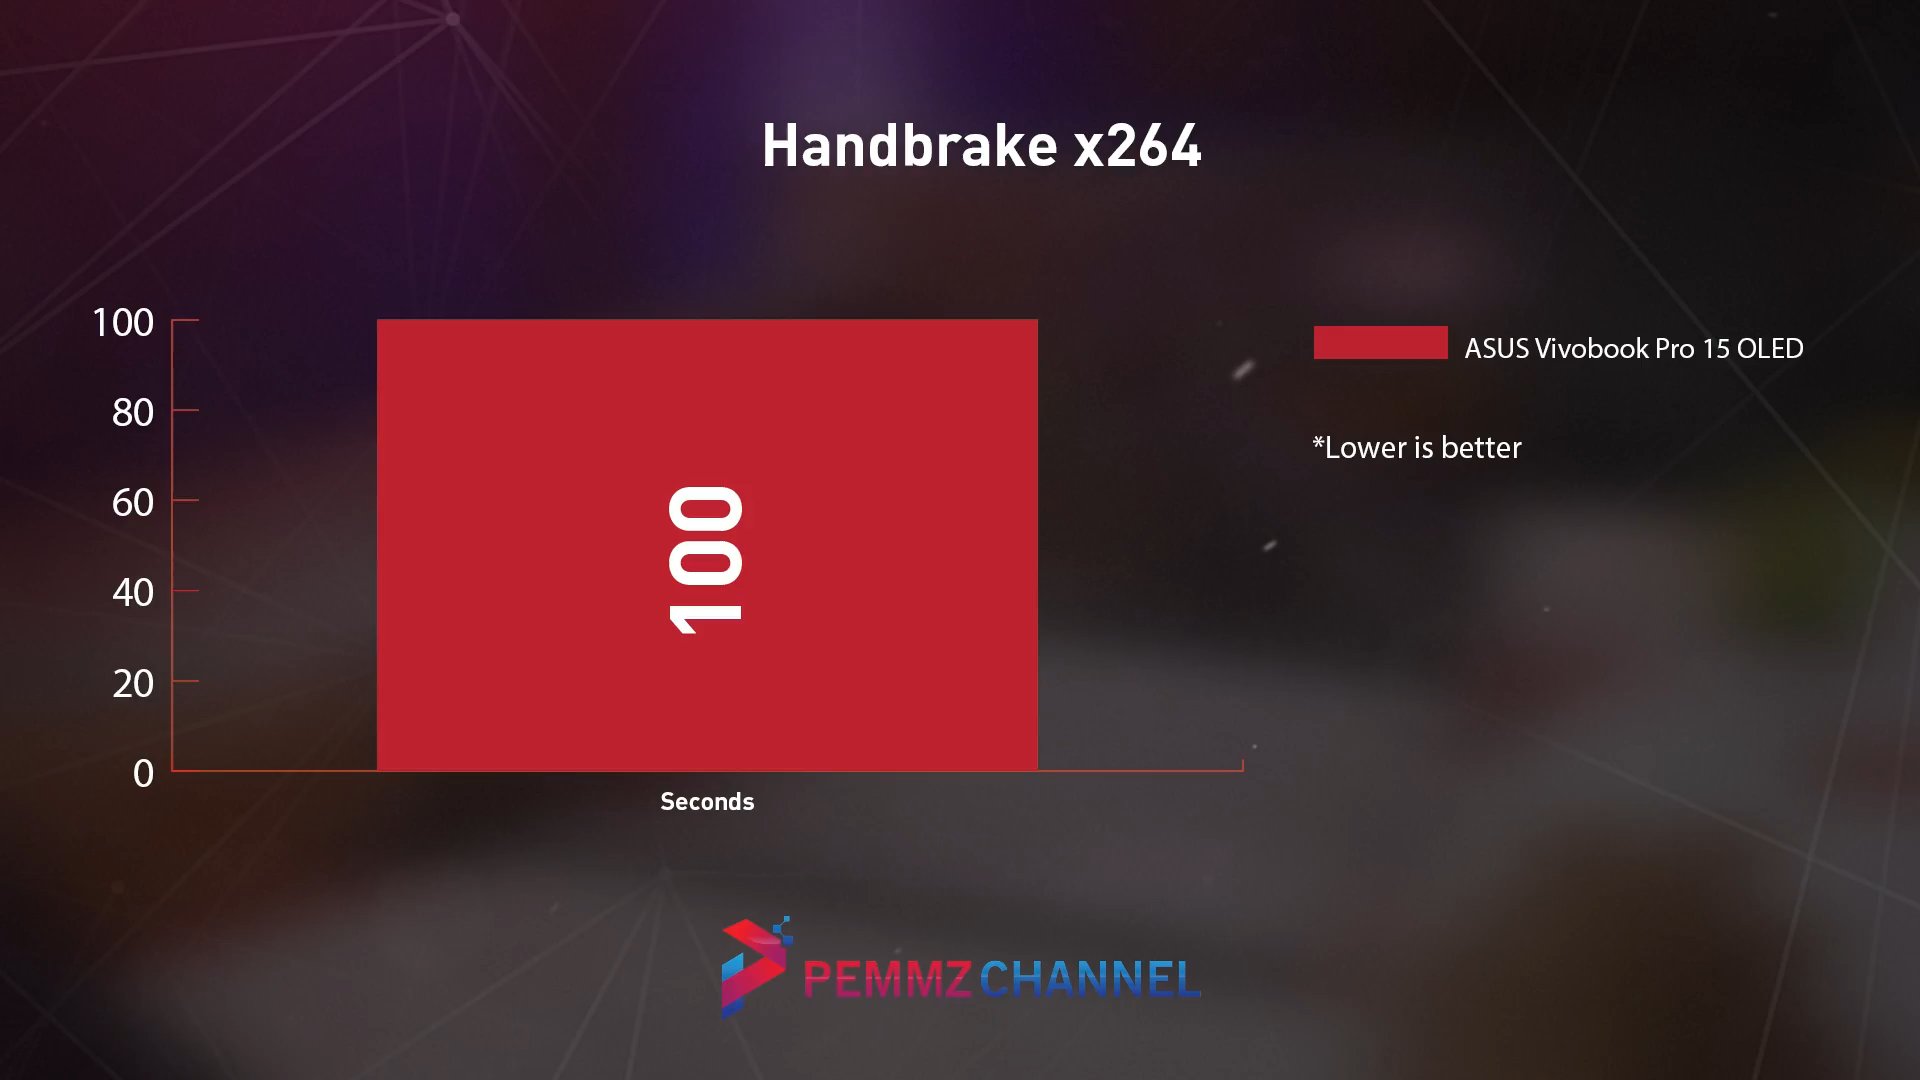 Handbrake x264
100
80
60
40
20
0
100
Seconds
ASUS Vivobook Pro 15 OLED
*Lower is better
PEMMZ CHANNEL